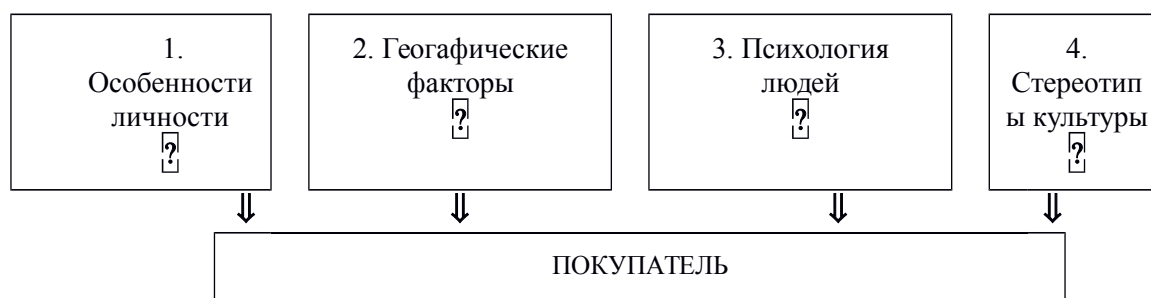 1.
Особенности
личности
?
2. Геогафические
факторы
?
3. Психология
людей
?
4.
Стереотип
ы культуры
?
ПОКУПАТЕЛЬ